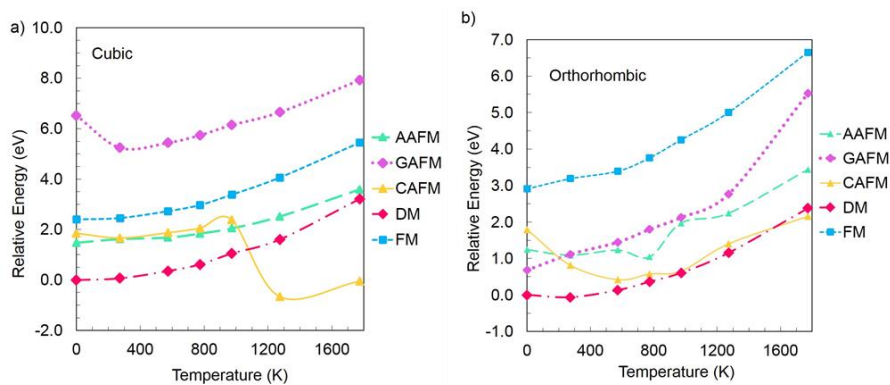 a)
Cubic
10.0
8.0
6.0
4.0
2.0
0.0
-2.0
Relative Energy (eV)
0 400 800 1200 1600
Temperature (K)
AAFM
GAFM
CAFM
DM
FM
b)
Orthorhombic
7.0
6.0
5.0
4.0
3.0
2.0
1.0
0.0
-1.0
Relative Energy (eV)
0 400 800 1200 1600
Temperature (K)
AAFM
GAFM
CAFM
DM
FM